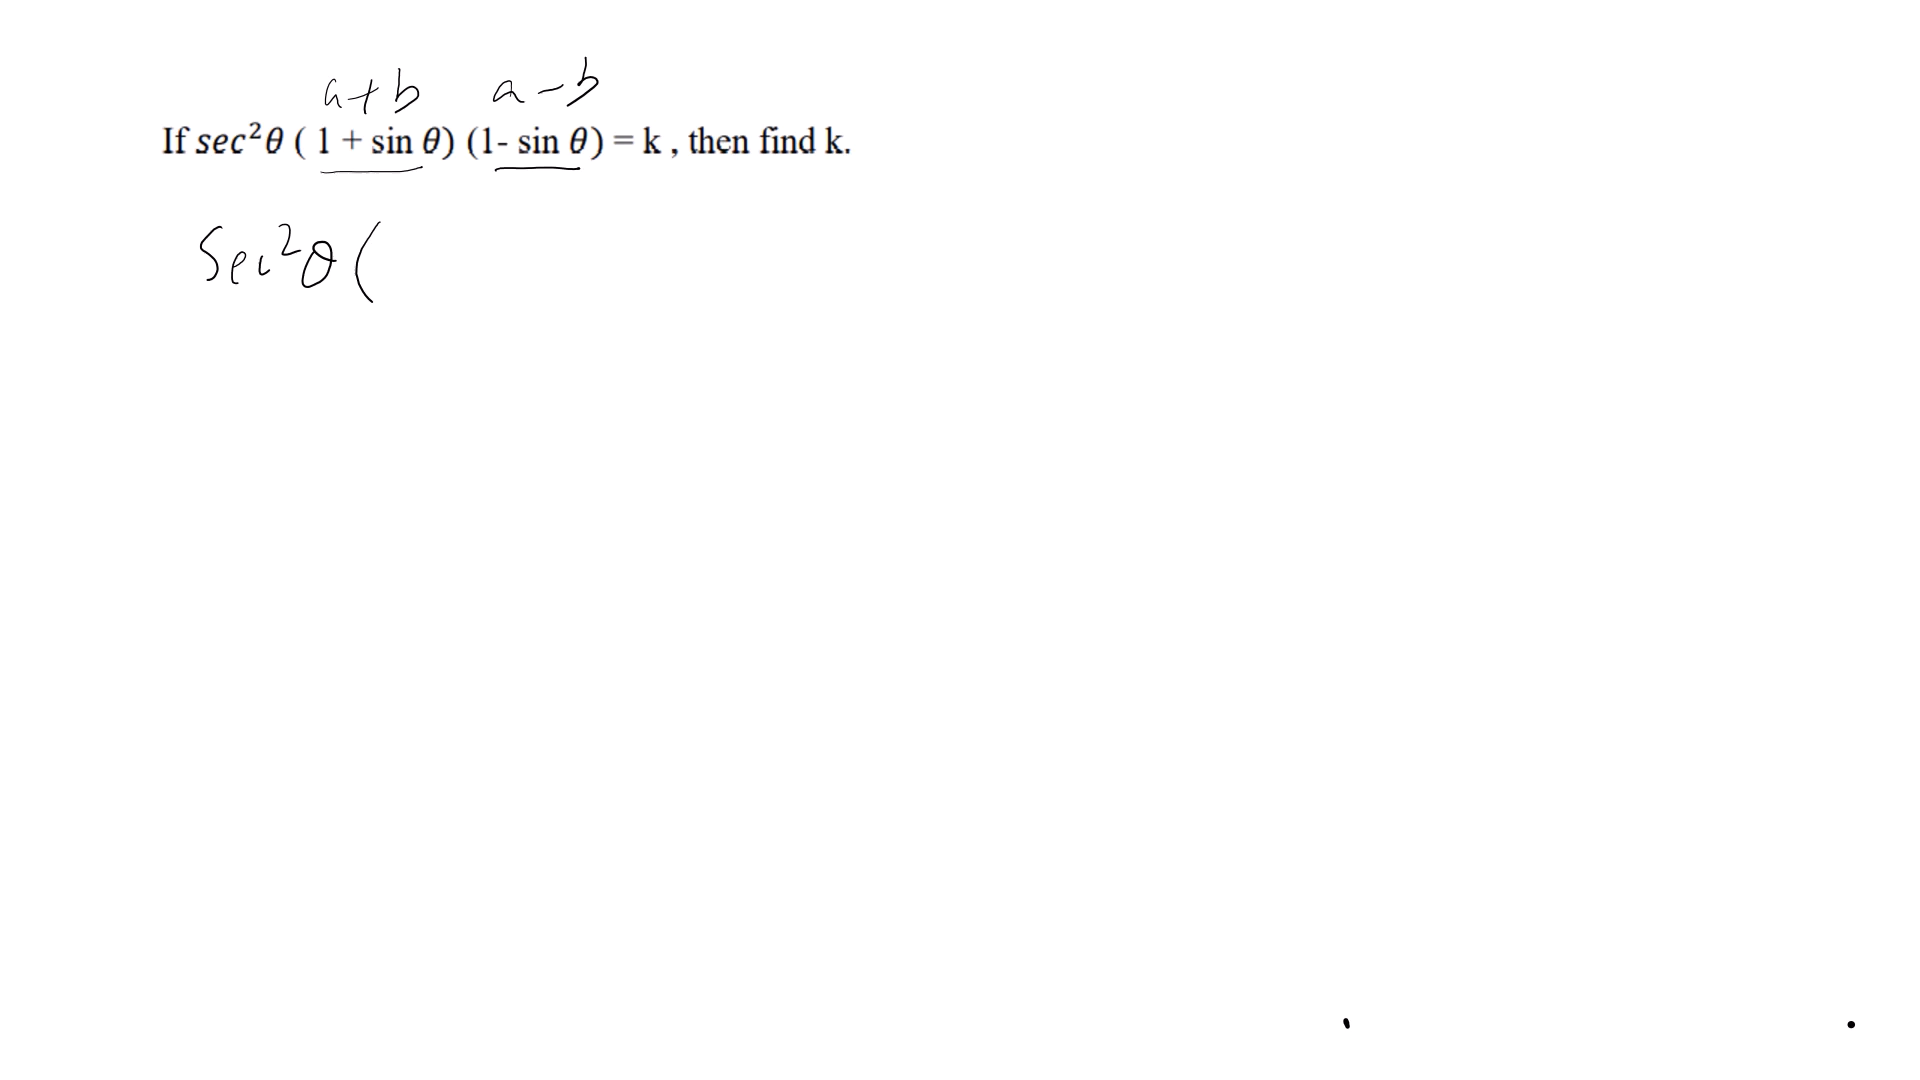 a+b a-b
If sec²θ ( 1 + sin θ) (1- sin θ) = k , then find k.
Sec²θ (